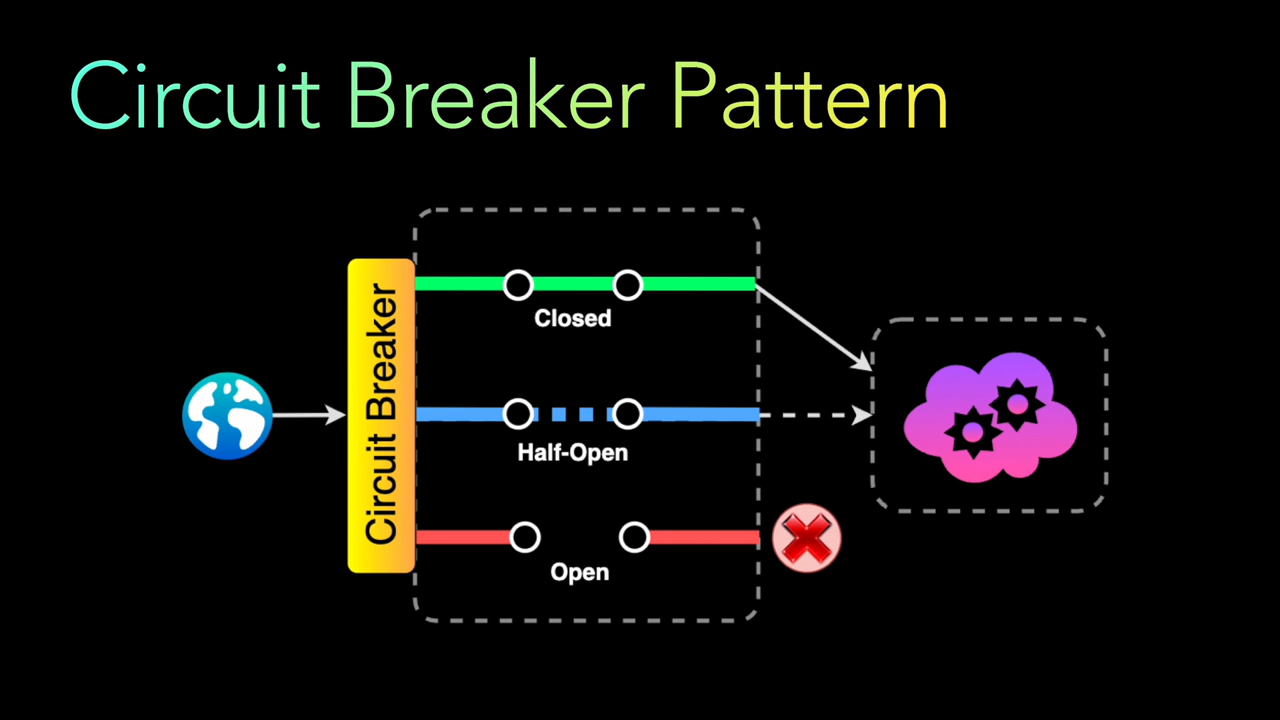 Circuit Breaker Pattern
Circuit Breaker
Closed
Half-Open
Open